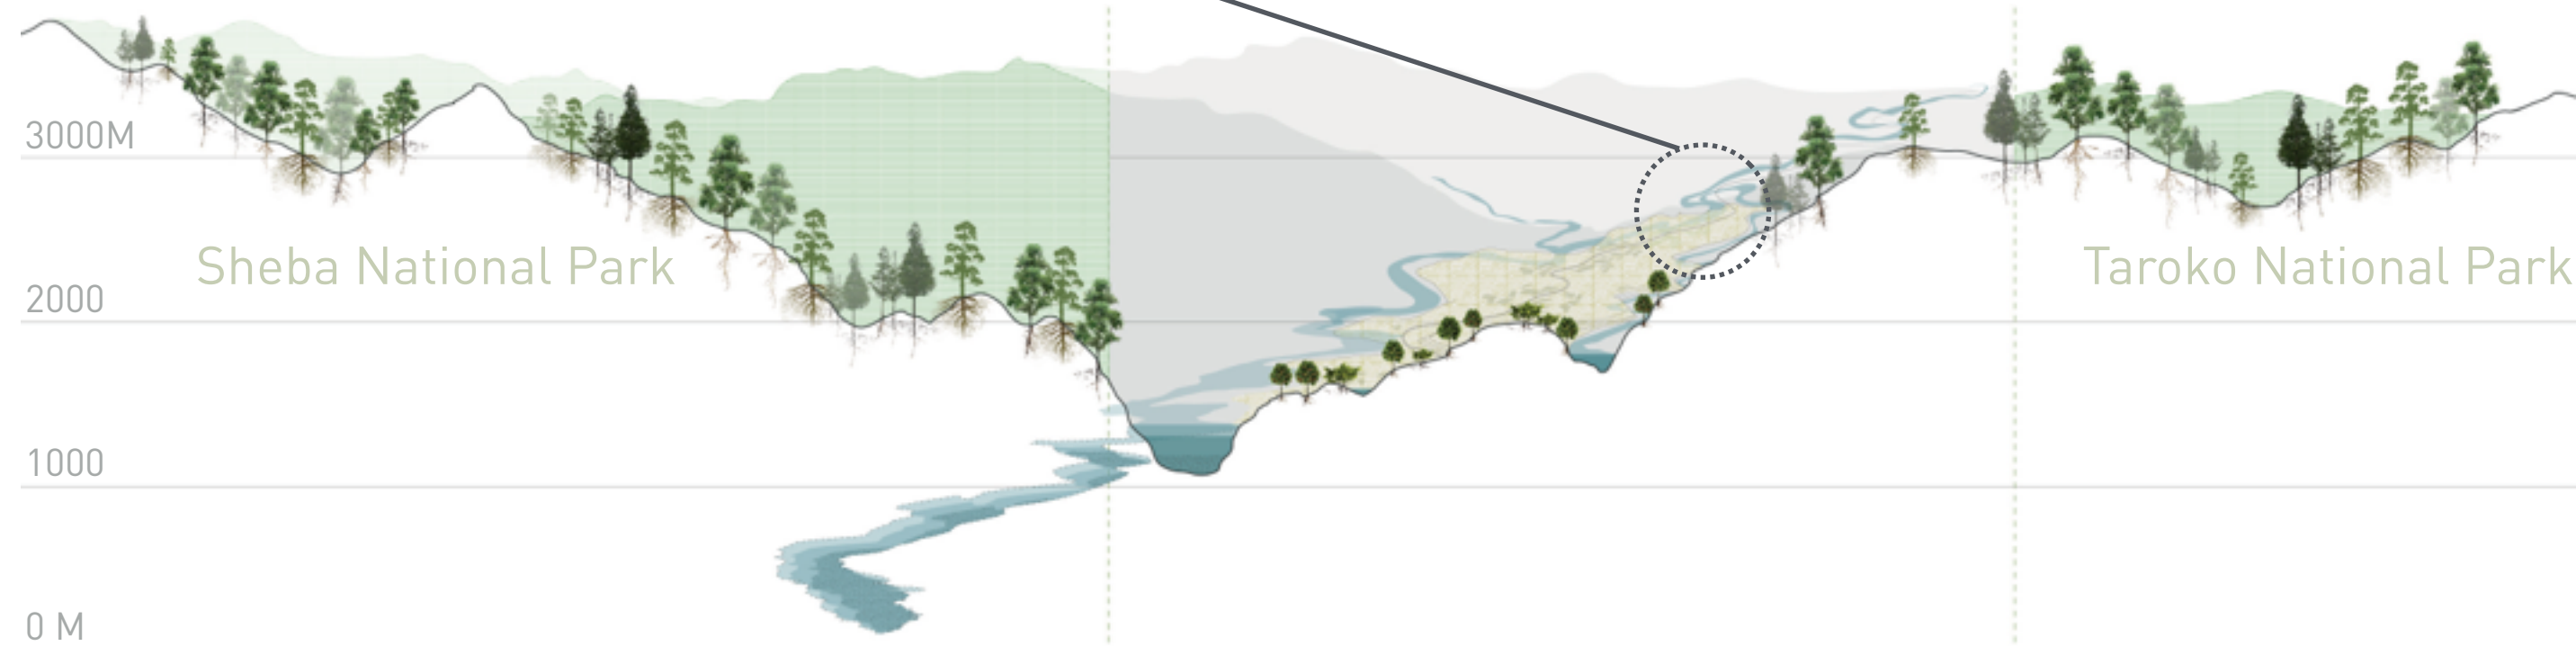 3000M
Sheba National Park
Taroko National Park
2000
1000
0 M